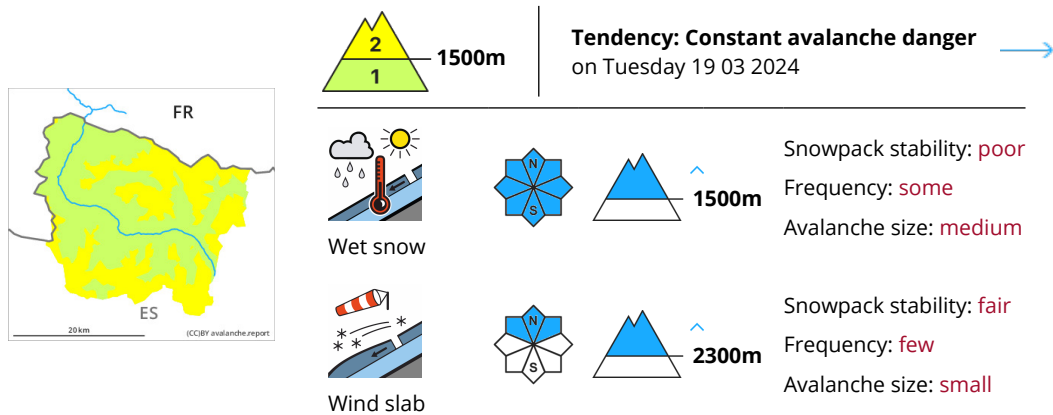 2
1
1500m
Tendency: Constant avalanche danger
on Tuesday 19 03 2024
FR
ES
20 km
(CC)BY avalanche.report
N
S
1500m
Snowpack stability: poor
Frequency: some
Avalanche size: medium
Wet snow
N
S
2300m
Snowpack stability: fair
Frequency: few
Avalanche size: small
Wind slab